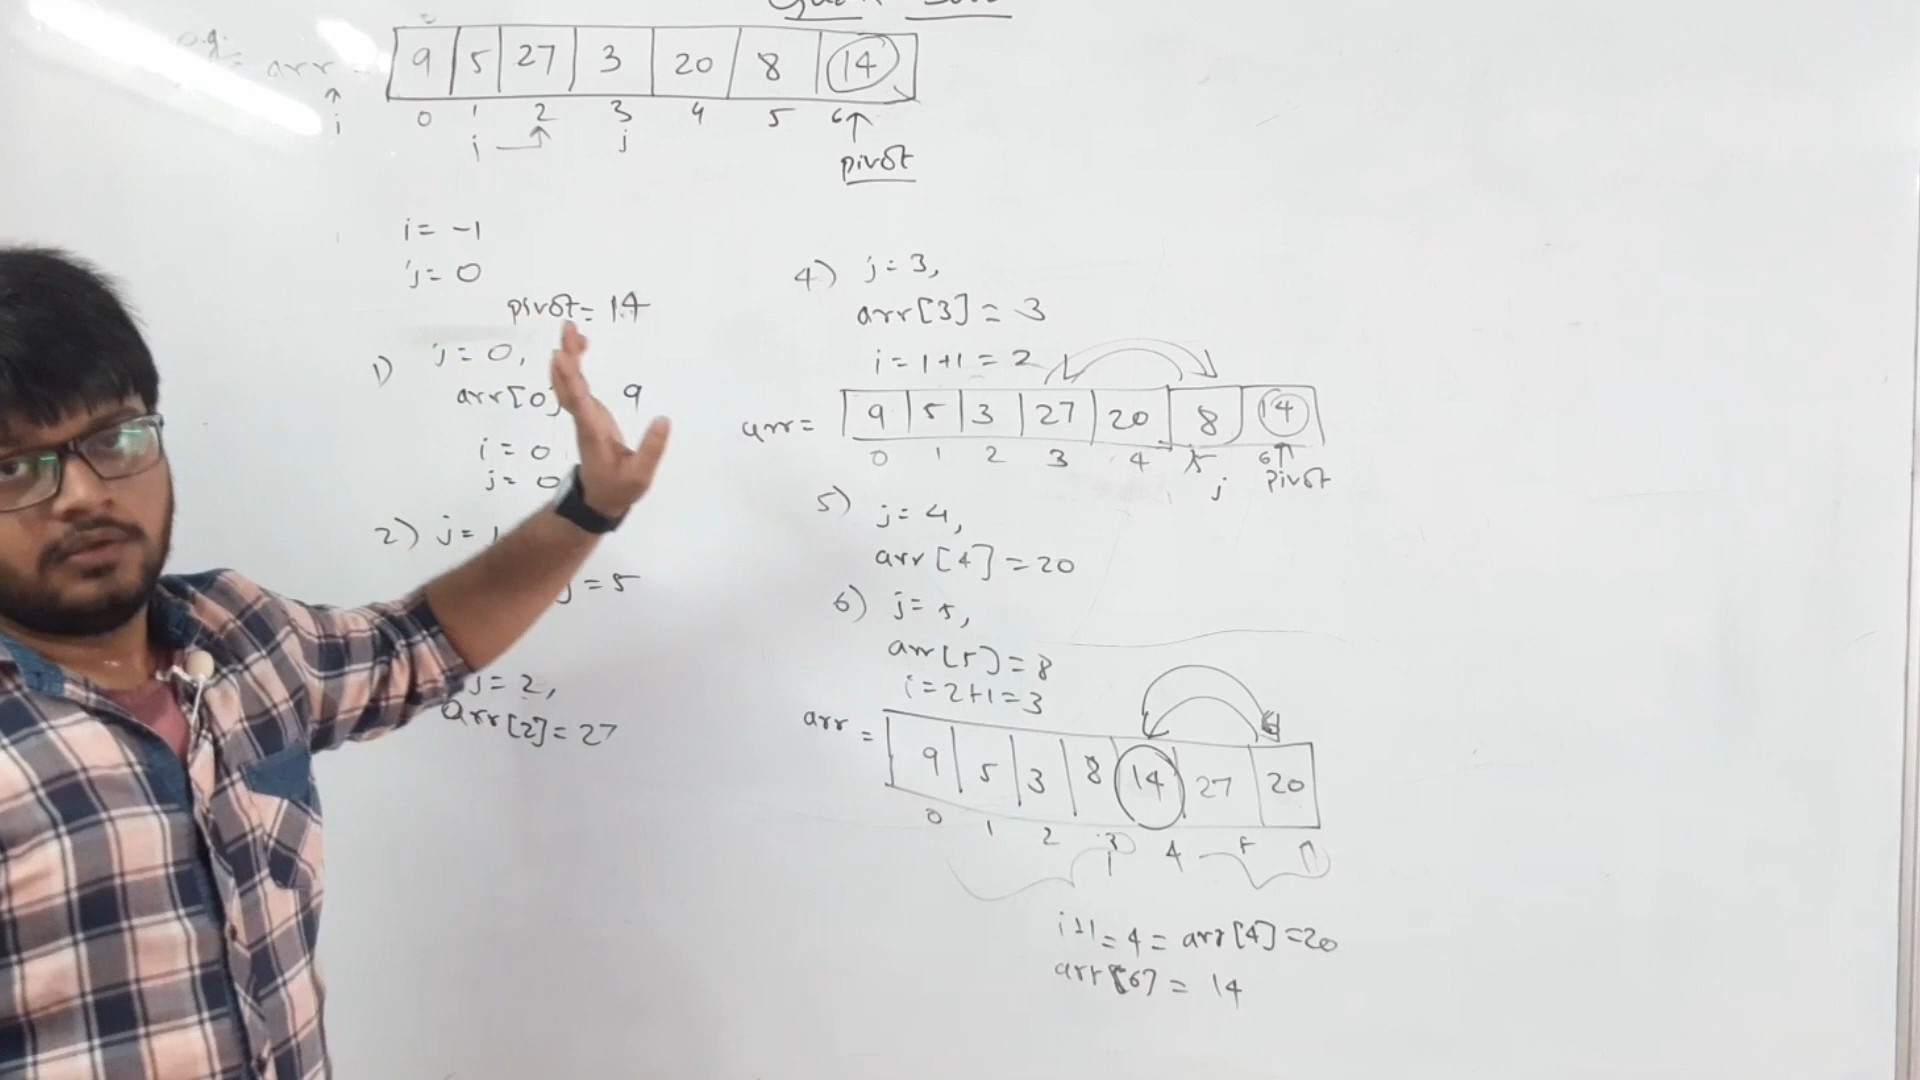 e.g.
arr
9 5 27 3 20 8 14
0 1 2 3 4 5 6
i
j j
pivot
i = -1
j = 0
pivot = 14
1) j = 0,
arr[0] 9
i = 0
j = 0
2) j = 1
= 5
j = 2,
arr[2] = 27
4) j = 3,
arr[3] = 3
i = 1+1 = 2
arr = 9 5 3 27 20 8 14
0 1 2 3 4 5 6
j pivot
5) j = 4,
arr[4] = 20
6) j = 5,
arr[5] = 8
i = 2+1 = 3
arr = 9 5 3 8 14 27 20
0 1 2 3 4 5
i
i+1 = 4 = arr[4] = 20
arr[6] = 14